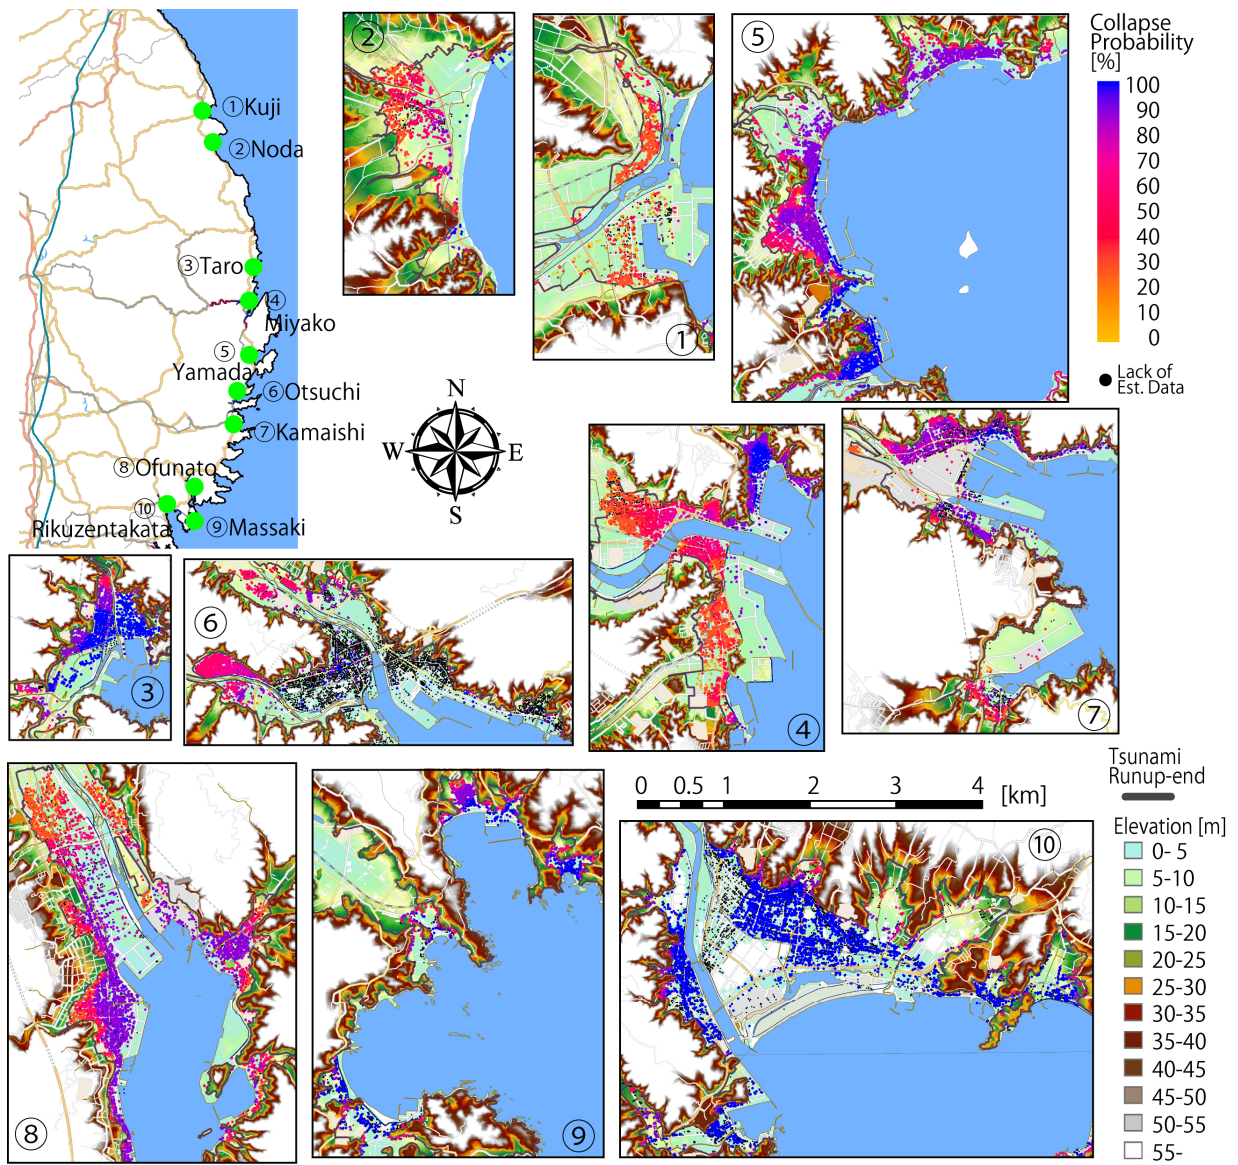 ①Kuji
②Noda
③Taro
④
Miyako
⑤
Yamada
⑥Otsuchi
⑦Kamaishi
⑧Ofunato
⑩
Rikuzentakata
⑨Massaki
②
①
⑤
Collapse
Probability
[%]
100
90
80
70
60
50
40
30
20
10
0
Lack of
Est. Data
N
W
E
S
③
⑥
④
⑦
⑧
⑨
0 0.5 1 2 3 4 [km]
⑩
Tsunami
Runup-end
Elevation [m]
0- 5
5-10
10-15
15-20
20-25
25-30
30-35
35-40
40-45
45-50
50-55
55-